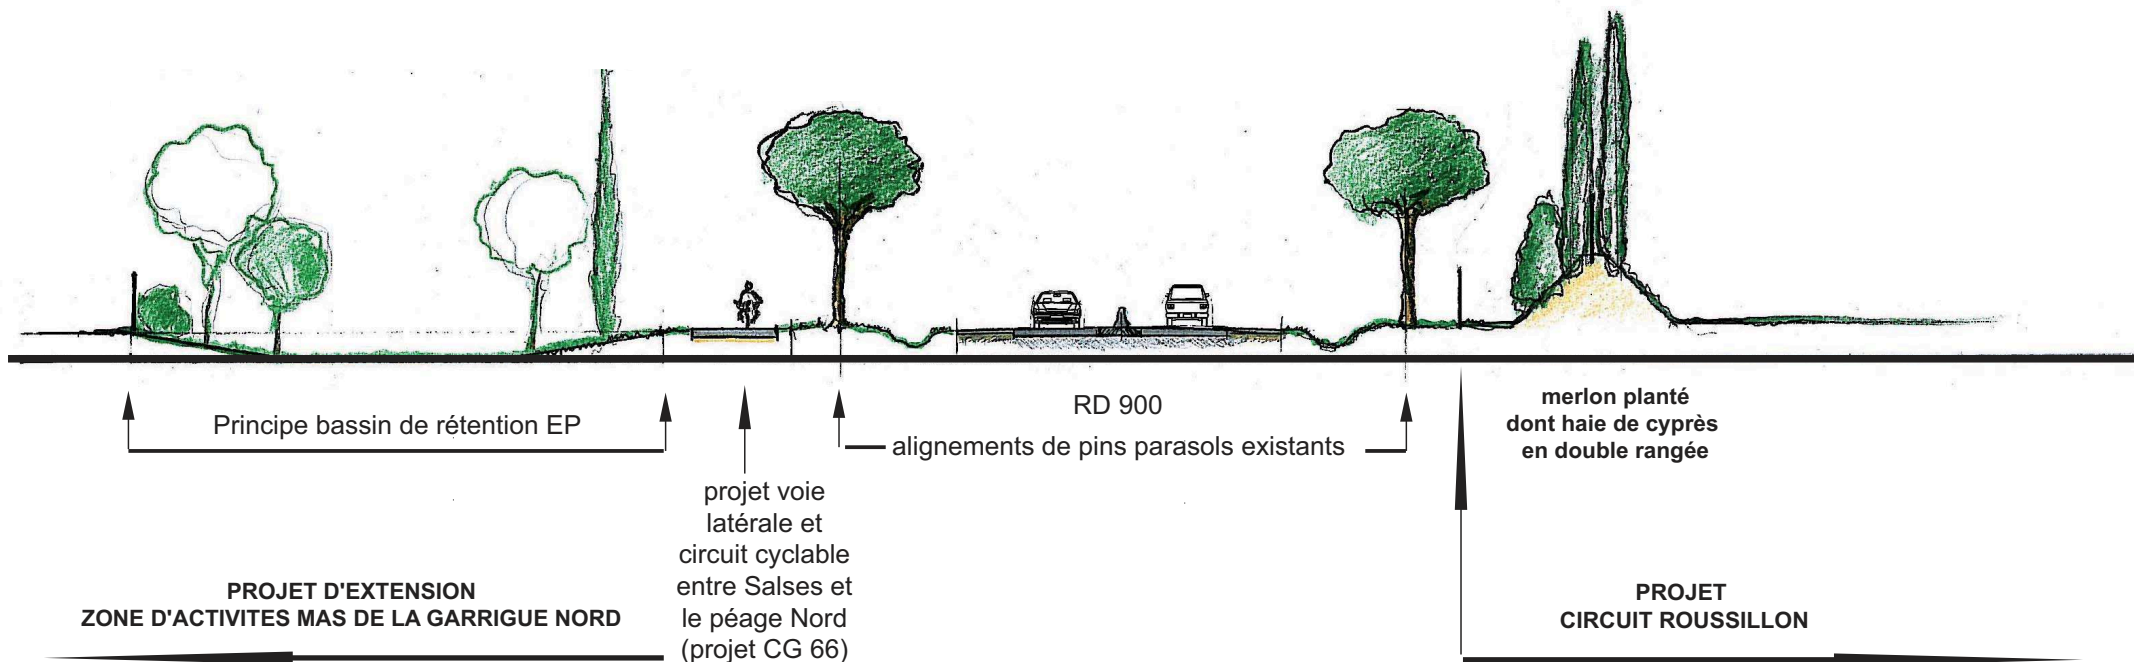 Principe bassin de rétention EP
RD 900
alignements de pins parasols existants
merlon planté
dont haie de cyprès
en double rangée
projet voie
latérale et
circuit cyclable
entre Salses et
le péage Nord
(projet CG 66)
PROJET D'EXTENSION
ZONE D'ACTIVITES MAS DE LA GARRIGUE NORD
PROJET
CIRCUIT ROUSSILLON